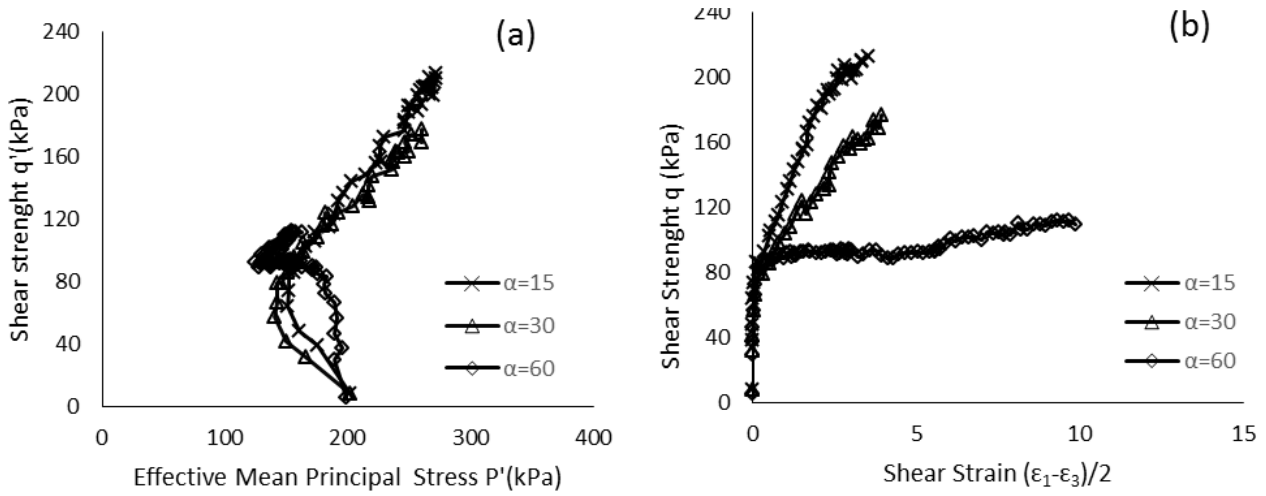 (a)
Shear strenght q'(kPa)
240
200
160
120
80
40
0
0 100 200 300 400
Effective Mean Principal Stress P'(kPa)
α=15
α=30
α=60
(b)
Shear Strenght q (kPa)
240
200
160
120
80
40
0
0 5 10 15
Shear Strain (ε₁-ε₃)/2
α=15
α=30
α=60